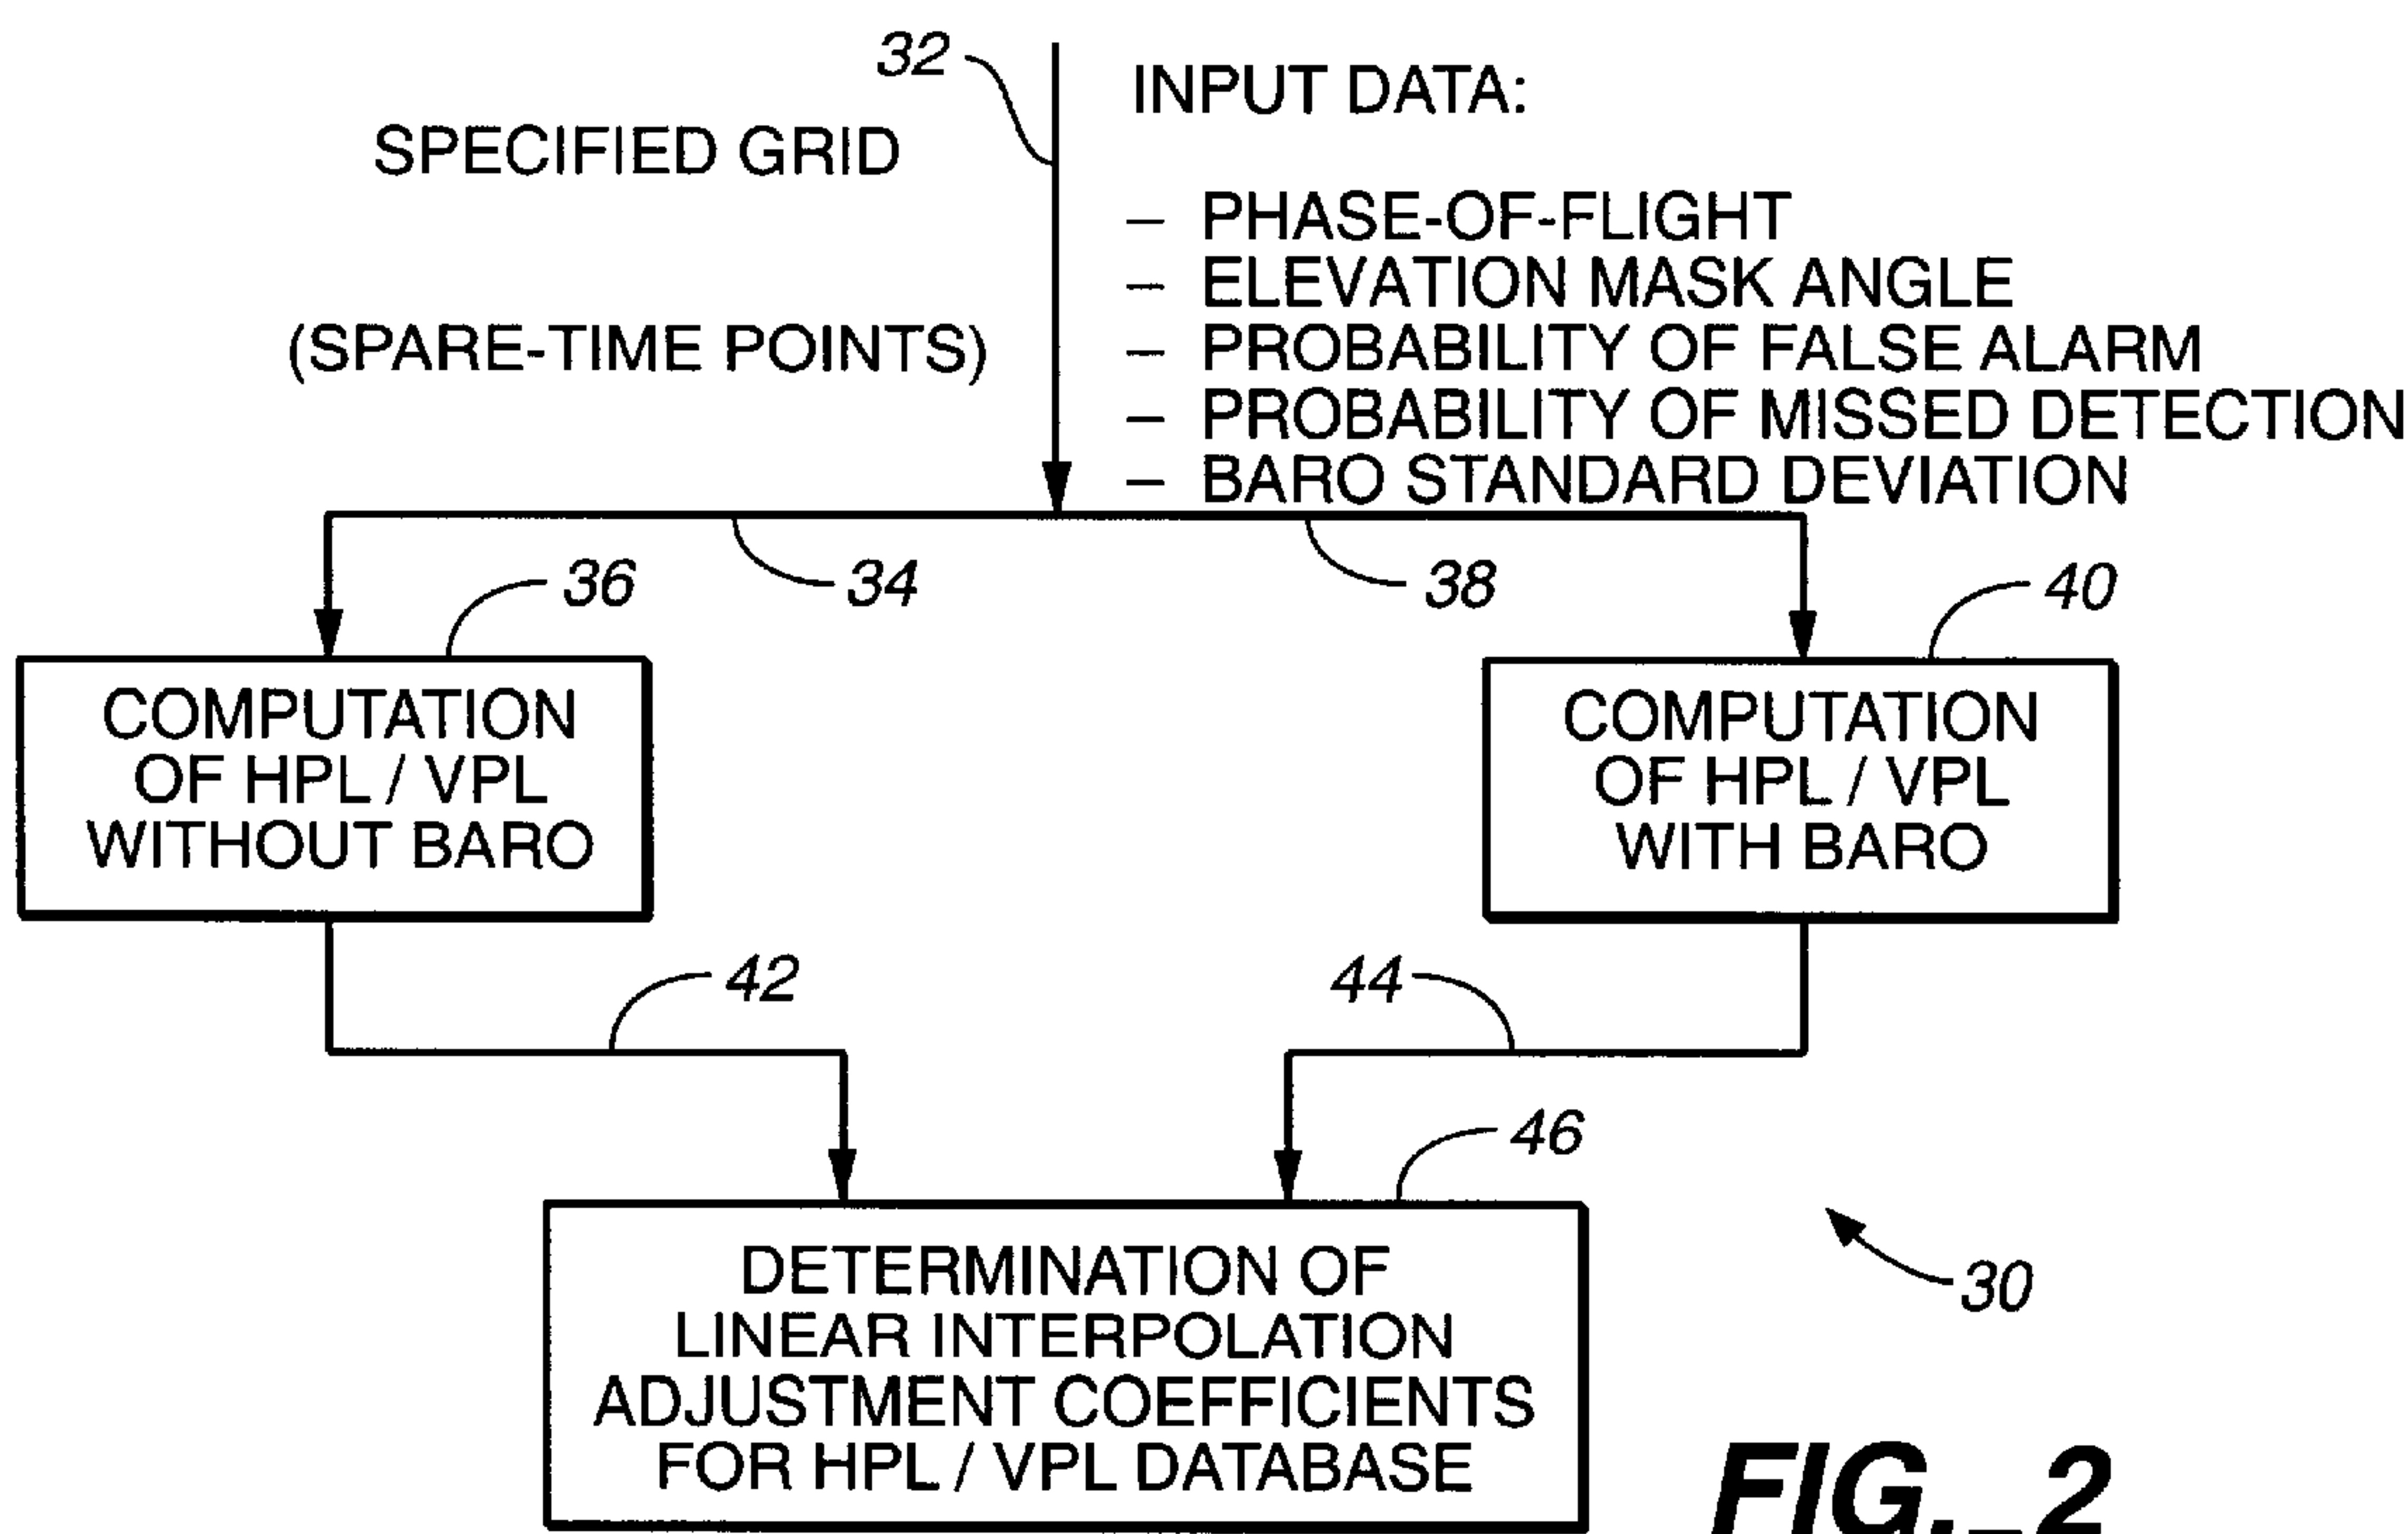 32
INPUT DATA:
SPECIFIED GRID
– PHASE-OF-FLIGHT
– ELEVATION MASK ANGLE
(SPARE-TIME POINTS)
– PROBABILITY OF FALSE ALARM
– PROBABILITY OF MISSED DETECTION
– BARO STANDARD DEVIATION
36
34
38
40
COMPUTATION
OF HPL / VPL
WITHOUT BARO
COMPUTATION
OF HPL / VPL
WITH BARO
42
44
46
DETERMINATION OF
LINEAR INTERPOLATION
ADJUSTMENT COEFFICIENTS
FOR HPL / VPL DATABASE
30
FIG._2